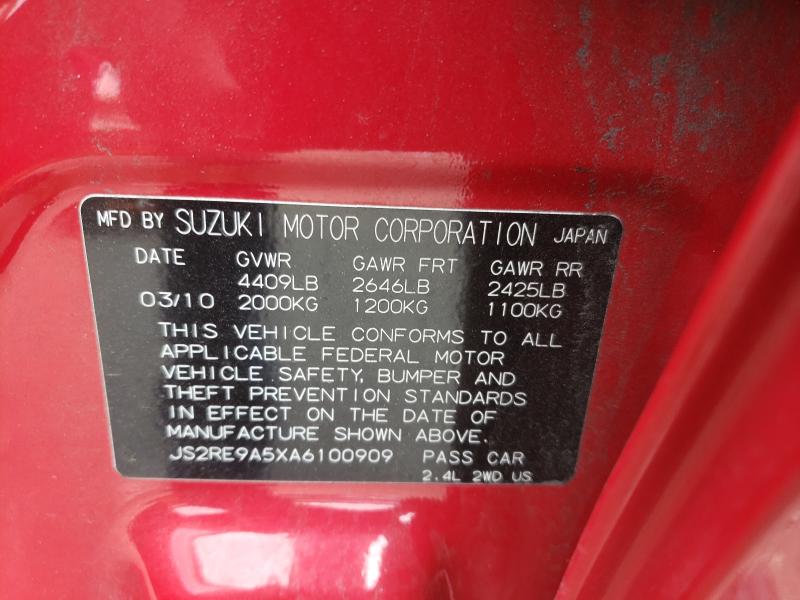 MFD BY SUZUKI MOTOR CORPORATION JAPAN
DATE GVWR GAWR FRT GAWR RR
4409LB 2646LB 2425LB
03/10 2000KG 1200KG 1100KG
THIS VEHICLE CONFORMS TO ALL
APPLICABLE FEDERAL MOTOR
VEHICLE SAFETY, BUMPER AND
THEFT PREVENTION STANDARDS
IN EFFECT ON THE DATE OF
MANUFACTURE SHOWN ABOVE.
JS2RE9A5XA6100909 PASS CAR
2.4L 2WD US